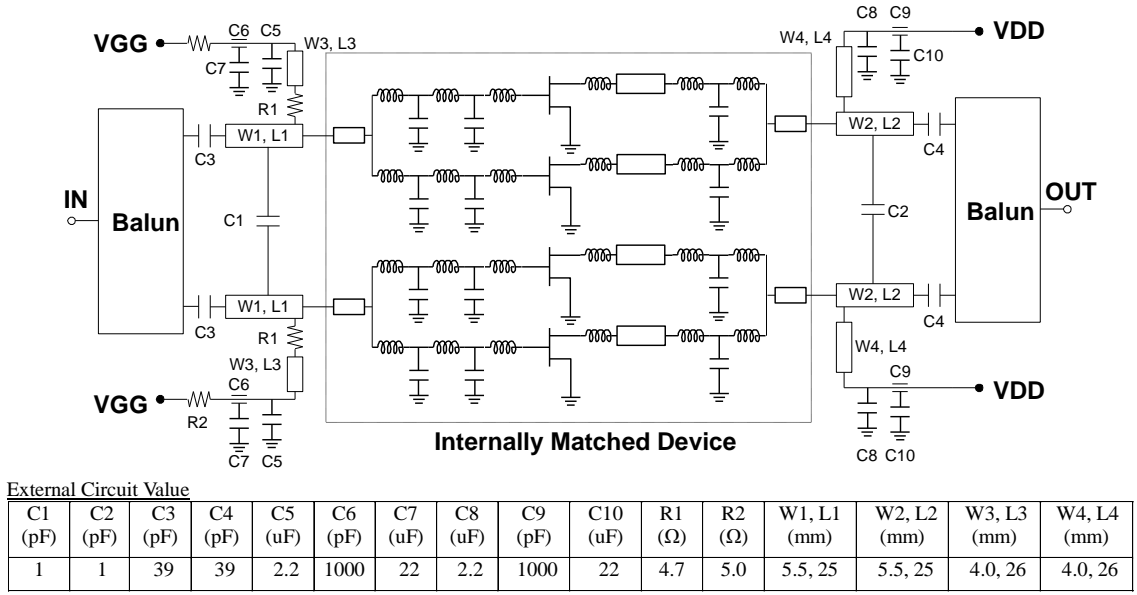 C6 C5 C8 C9
VGG W3, L3 W4, L4 VDD
C7 C10
R1
W1, L1 W2, L2
C3 C4
IN OUT
Balun C1 C2 Balun
W1, L1 W2, L2
C3 C4
R1
W3, L3 W4, L4
C6 C9
VGG VDD
R2
Internally Matched Device
C7 C5 C8 C10
External Circuit Value
C1 C2 C3 C4 C5 C6 C7 C8 C9 C10 R1 R2 W1, L1 W2, L2 W3, L3 W4, L4
(pF) (pF) (pF) (pF) (uF) (pF) (uF) (uF) (pF) (uF) (Ω) (Ω) (mm) (mm) (mm) (mm)
1 1 39 39 2.2 1000 22 2.2 1000 22 4.7 5.0 5.5, 25 5.5, 25 4.0, 26 4.0, 26